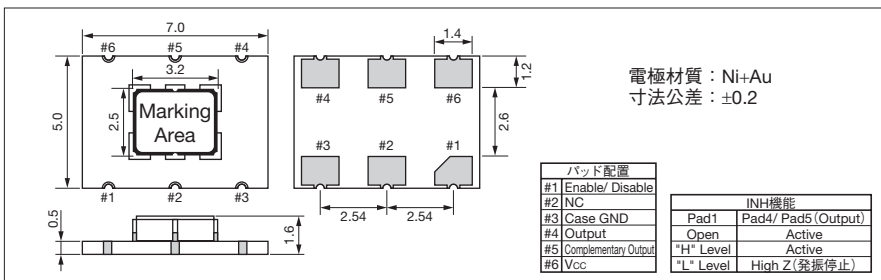 7.0
#6 #5 #4
3.2
2.5
5.0
Marking
Area
#1 #2 #3
0.5
1.6
1.4
1.2
#4 #5 #6
2.6
#3 #2 #1
2.54 2.54
電極材質：Ni+Au
寸法公差：±0.2
パッド配置
#1 Enable/ Disable
#2 NC
#3 Case GND
#4 Output
#5 Complementary Output
#6 Vcc
INH機能
Pad1 Pad4/ Pad5（Output）
Open Active
"H" Level Active
"L" Level High Z（発振停止）